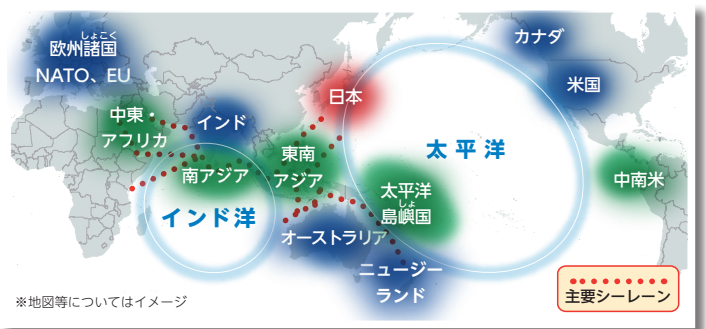 欧州諸国
しょこく
NATO、EU
カナダ
米国
日本
中東・
アフリカ
インド
太平洋
東南
アジア
南アジア
太平洋
島嶼国
しょ
中南米
インド洋
オーストラリア
ニュージー
ランド
主要シーレーン
※地図等についてはイメージ